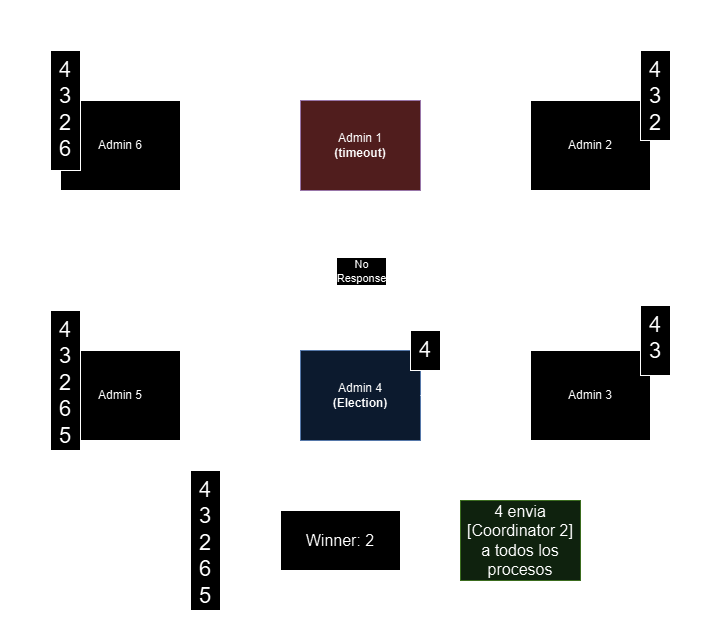 4
3
2
6
Admin 6
Admin 1
(timeout)
4
3
2
Admin 2
No
Response
4
3
2
6
5
Admin 5
4
Admin 4
(Election)
4
3
Admin 3
4
3
2
6
5
Winner: 2
4 envia
[Coordinator 2]
a todos los
procesos